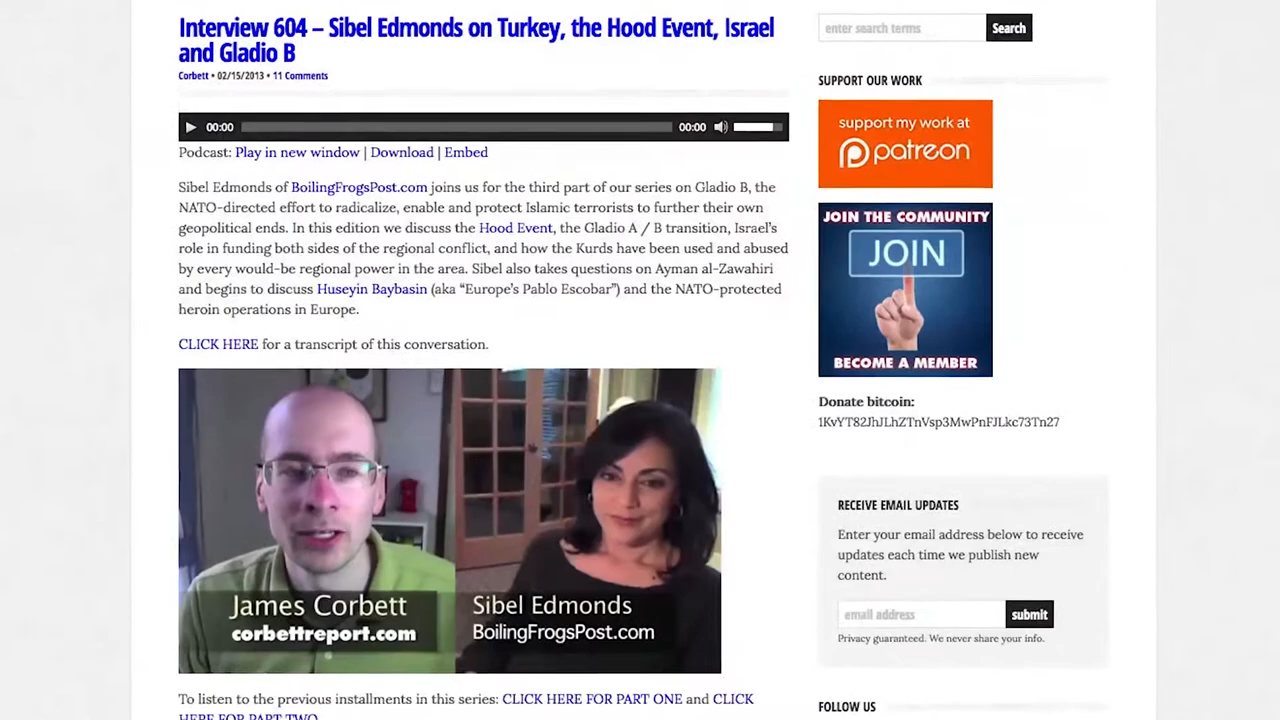 Interview 604 – Sibel Edmonds on Turkey, the Hood Event, Israel
and Gladio B
Corbett • 02/15/2013 • 11 Comments
00:00
00:00
Podcast: Play in new window | Download | Embed
Sibel Edmonds of BoilingFrogsPost.com joins us for the third part of our series on Gladio B, the
NATO-directed effort to radicalize, enable and protect Islamic terrorists to further their own
geopolitical ends. In this edition we discuss the Hood Event, the Gladio A / B transition, Israel's
role in funding both sides of the regional conflict, and how the Kurds have been used and abused
by every would-be regional power in the area. Sibel also takes questions on Ayman al-Zawahiri
and begins to discuss Huseyin Baybasin (aka “Europe's Pablo Escobar”) and the NATO-protected
heroin operations in Europe.
CLICK HERE for a transcript of this conversation.
James Corbett
corbettreport.com
Sibel Edmonds
BoilingFrogsPost.com
To listen to the previous installments in this series: CLICK HERE FOR PART ONE and CLICK
HERE FOR PART TWO
enter search terms
Search
SUPPORT OUR WORK
support my work at
patreon
JOIN THE COMMUNITY
JOIN
BECOME A MEMBER
Donate bitcoin:
1KvYT82JhJLhZTnVsp3MwPnFJLkc73Tn27
RECEIVE EMAIL UPDATES
Enter your email address below to receive
updates each time we publish new
content.
email address
submit
Privacy guaranteed. We never share your info.
FOLLOW US